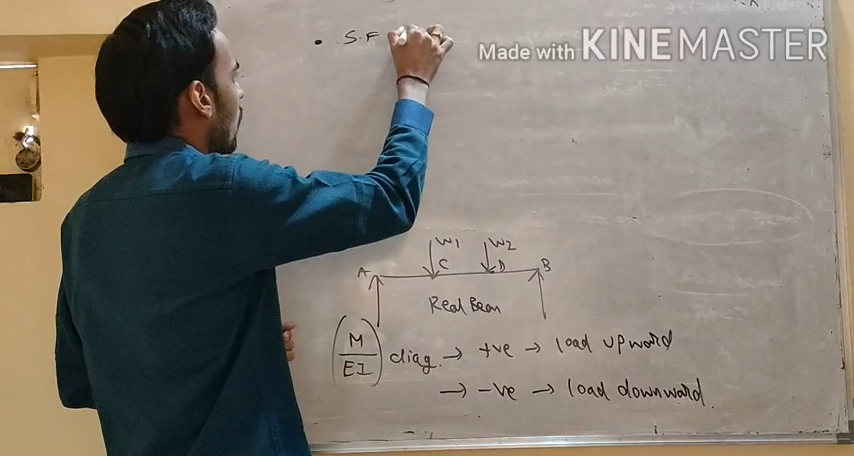 • S.F
Made with KINEMASTER
W1 W2
A C D B
Real Beam
(M/EI) diag. → +ve → load upward
→ -ve → load downward.